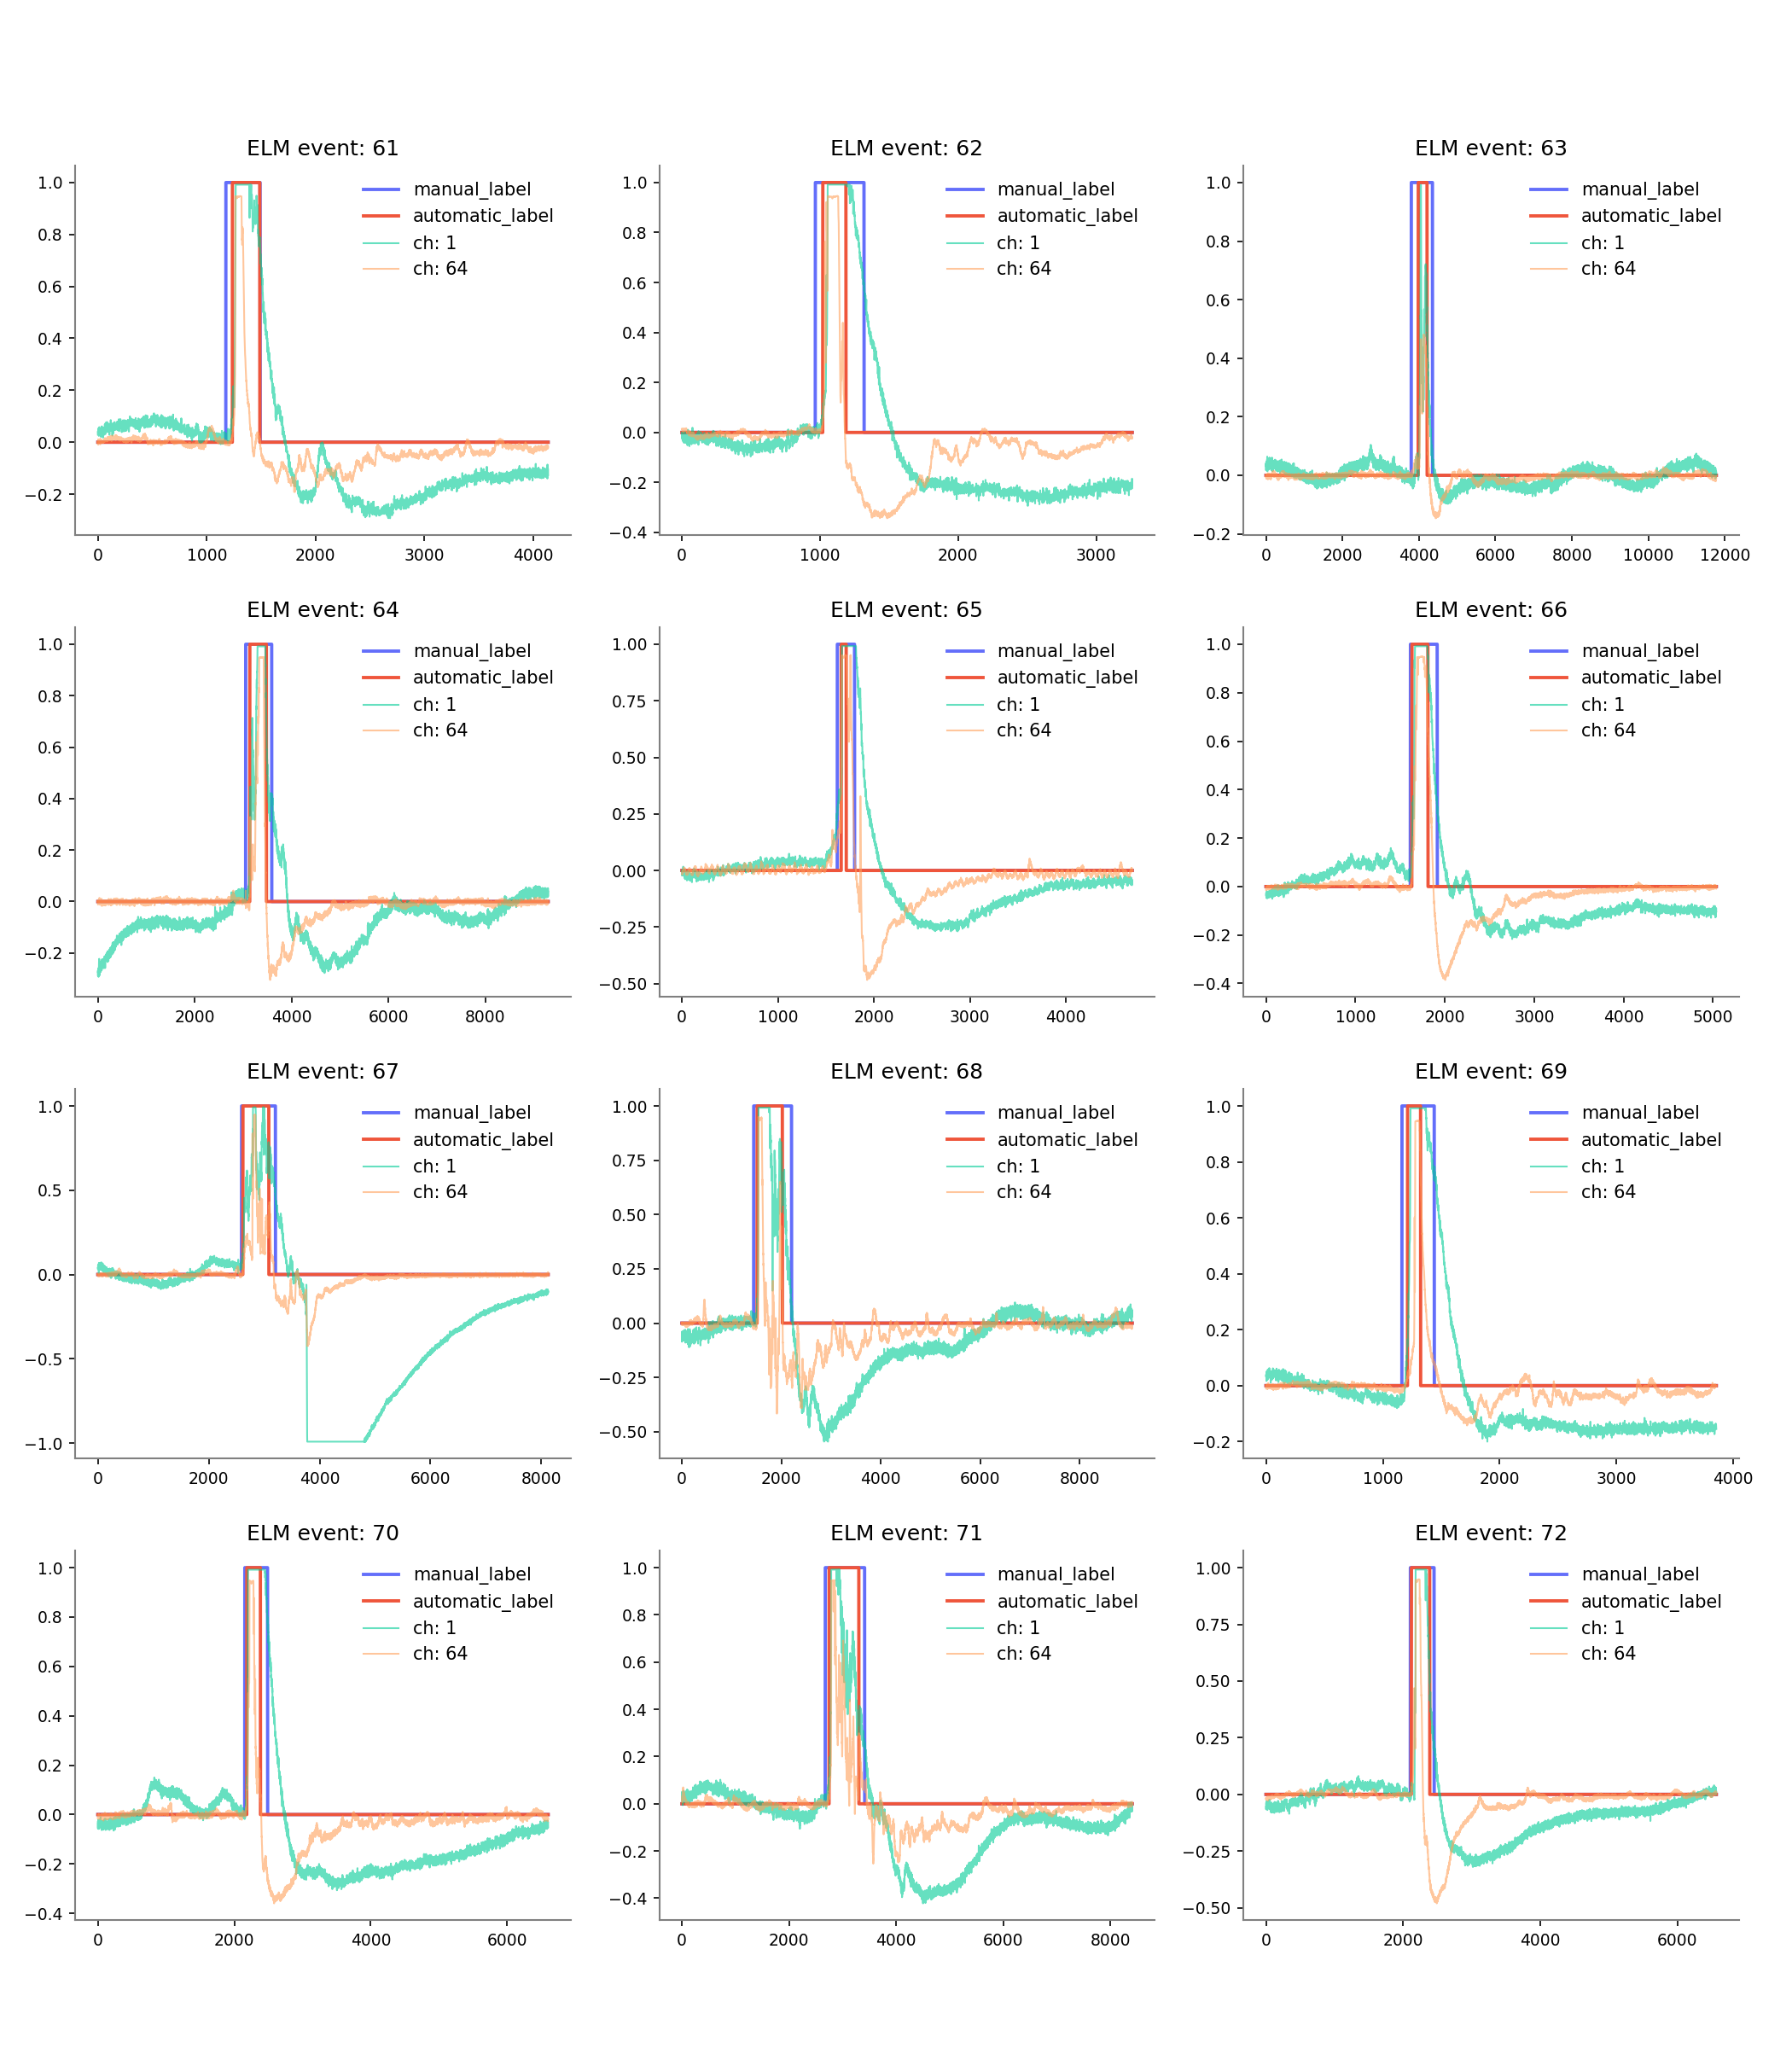 ELM event: 61
1.0
0.8
0.6
0.4
0.2
0.0
−0.2
0
1000
2000
3000
4000
manual_label
automatic_label
ch: 1
ch: 64
ELM event: 62
1.0
0.8
0.6
0.4
0.2
0.0
−0.2
−0.4
0
1000
2000
3000
manual_label
automatic_label
ch: 1
ch: 64
ELM event: 63
1.0
0.8
0.6
0.4
0.2
0.0
−0.2
0
2000
4000
6000
8000
10000
12000
manual_label
automatic_label
ch: 1
ch: 64
ELM event: 64
1.0
0.8
0.6
0.4
0.2
0.0
−0.2
0
2000
4000
6000
8000
manual_label
automatic_label
ch: 1
ch: 64
ELM event: 65
1.00
0.75
0.50
0.25
0.00
−0.25
−0.50
0
1000
2000
3000
4000
manual_label
automatic_label
ch: 1
ch: 64
ELM event: 66
1.0
0.8
0.6
0.4
0.2
0.0
−0.2
−0.4
0
1000
2000
3000
4000
5000
manual_label
automatic_label
ch: 1
ch: 64
ELM event: 67
1.0
0.5
0.0
−0.5
−1.0
0
2000
4000
6000
8000
manual_label
automatic_label
ch: 1
ch: 64
ELM event: 68
1.00
0.75
0.50
0.25
0.00
−0.25
−0.50
0
2000
4000
6000
8000
manual_label
automatic_label
ch: 1
ch: 64
ELM event: 69
1.0
0.8
0.6
0.4
0.2
0.0
−0.2
0
1000
2000
3000
4000
manual_label
automatic_label
ch: 1
ch: 64
ELM event: 70
1.0
0.8
0.6
0.4
0.2
0.0
−0.2
−0.4
0
2000
4000
6000
manual_label
automatic_label
ch: 1
ch: 64
ELM event: 71
1.0
0.8
0.6
0.4
0.2
0.0
−0.2
−0.4
0
2000
4000
6000
8000
manual_label
automatic_label
ch: 1
ch: 64
ELM event: 72
1.00
0.75
0.50
0.25
0.00
−0.25
−0.50
0
2000
4000
6000
manual_label
automatic_label
ch: 1
ch: 64